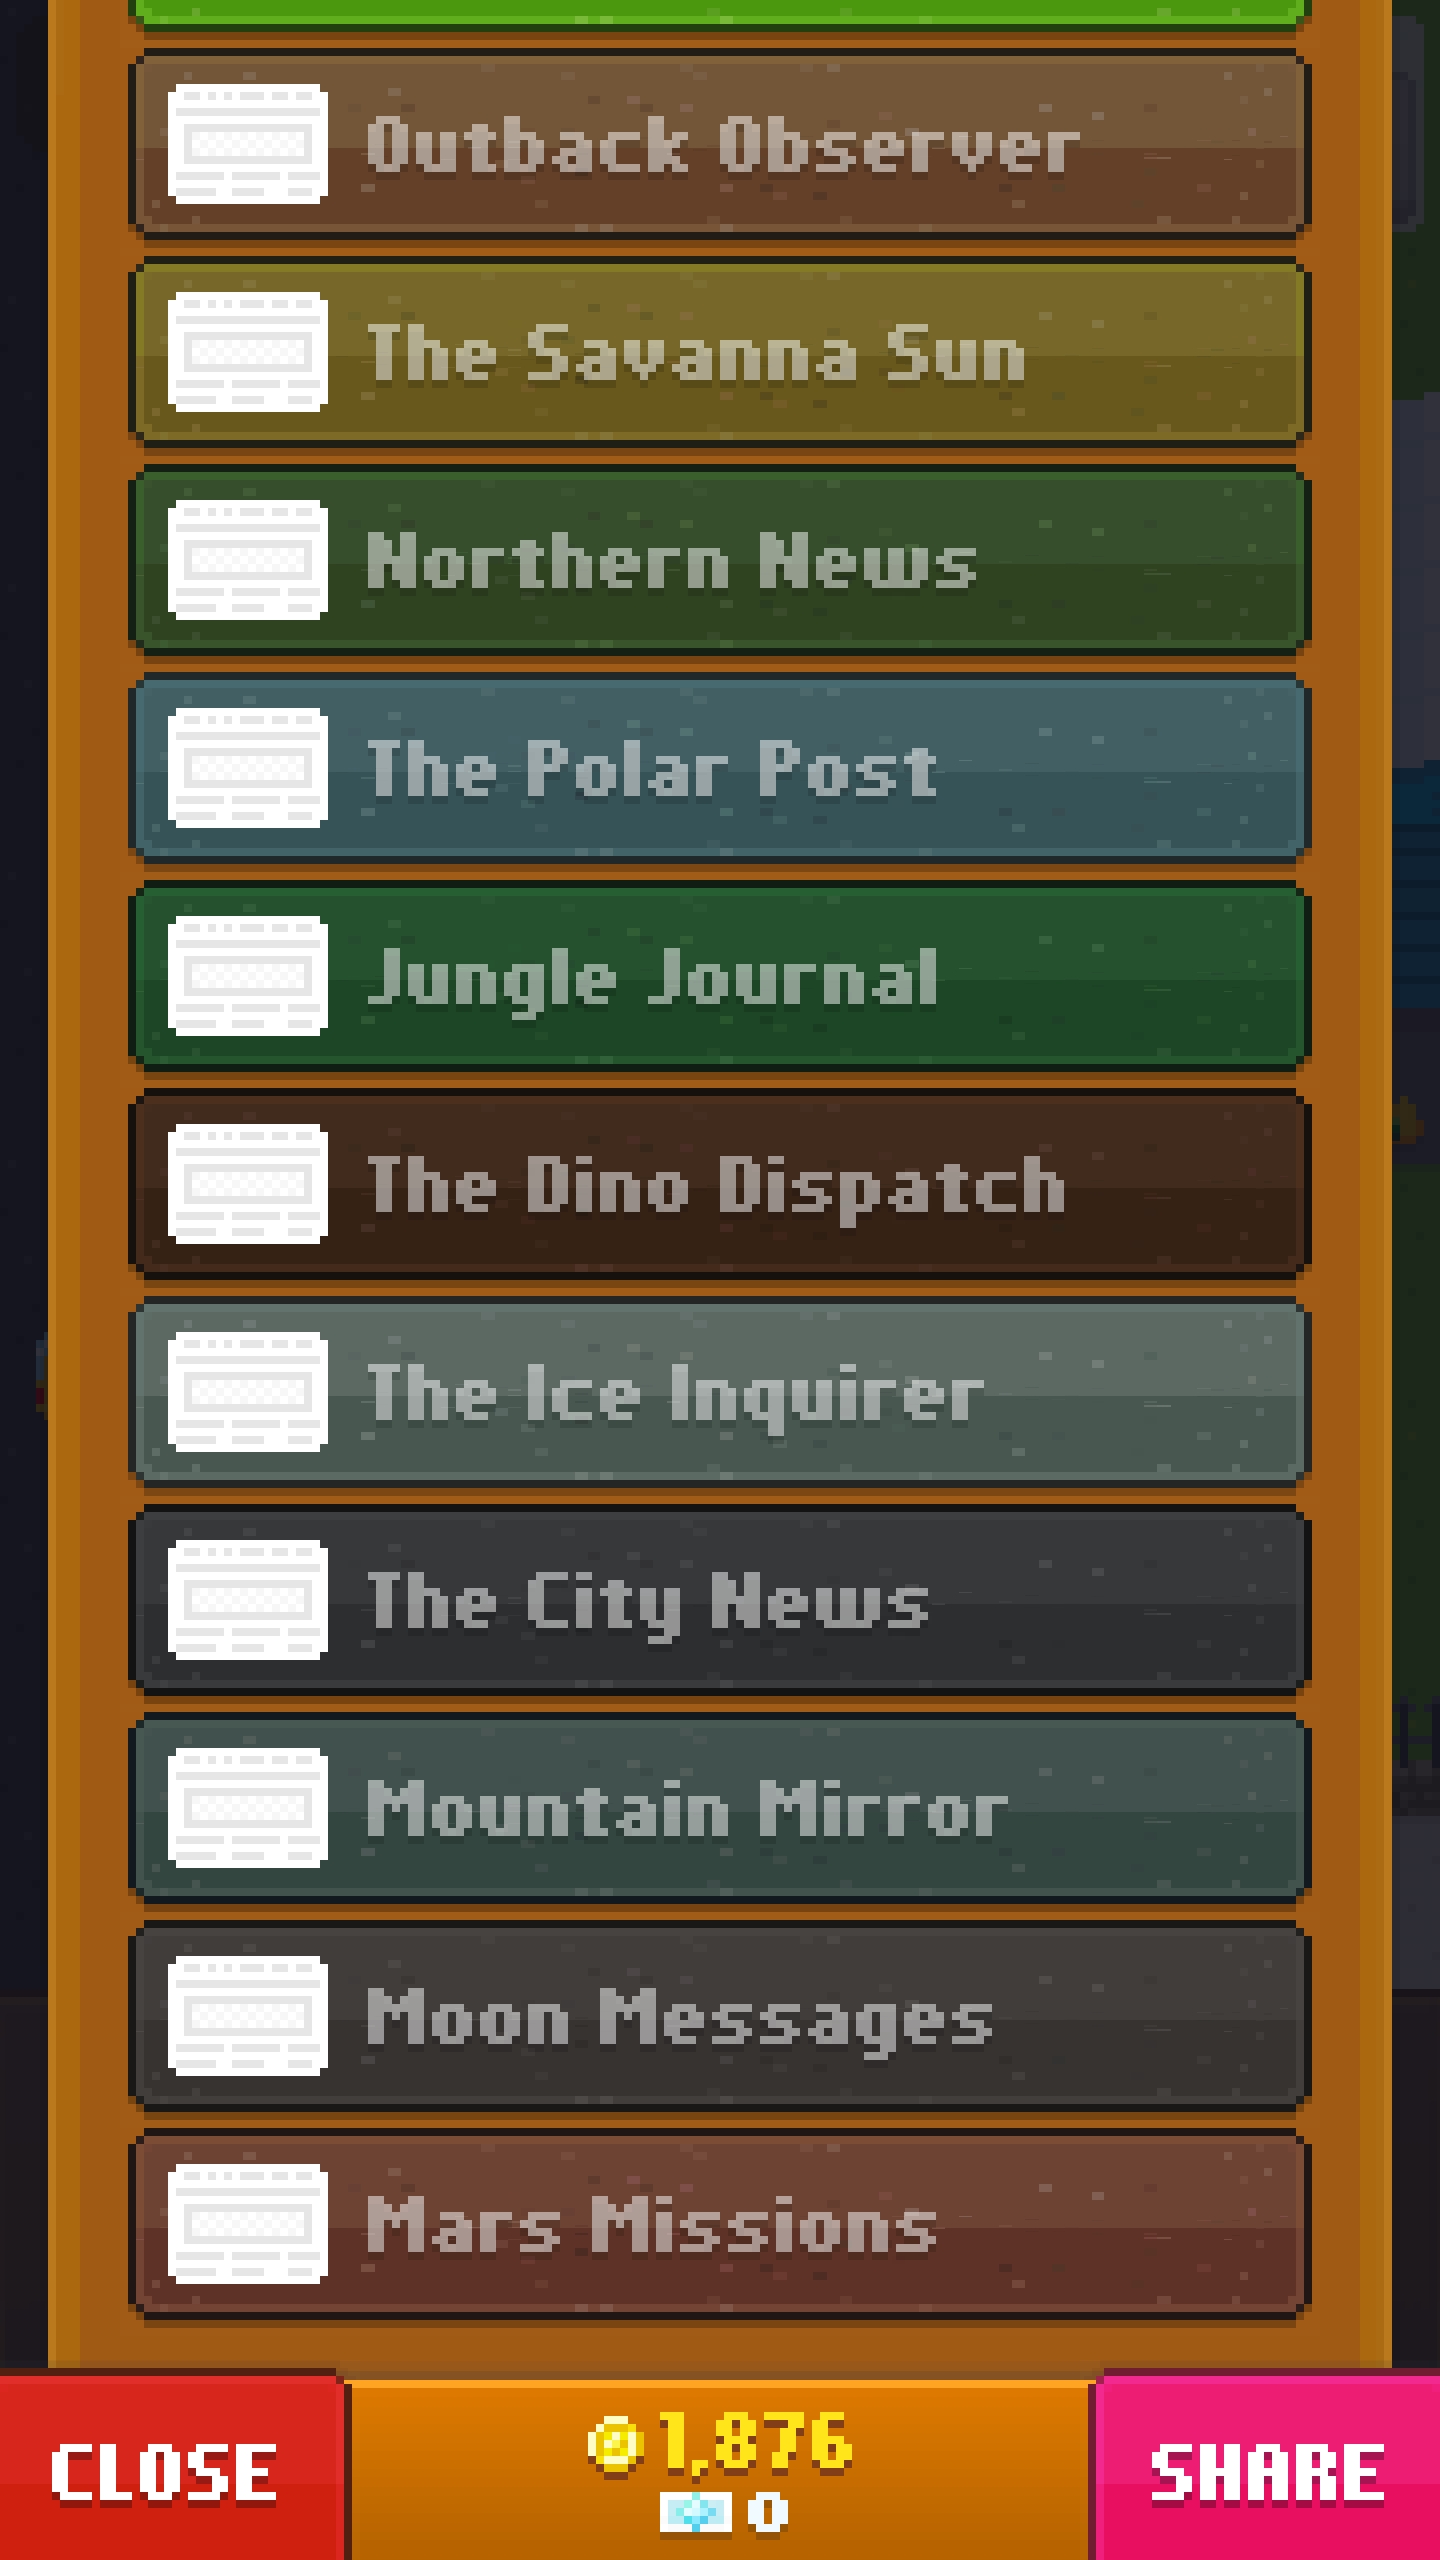 Outback Observer
The Savanna Sun
Northern News
The Polar Post
Jungle Journal
The Dino Dispatch
The Ice Inquirer
The City News
Mountain Mirror
Moon Messages
Mars Missions
CLOSE
1,876
0
SHARE